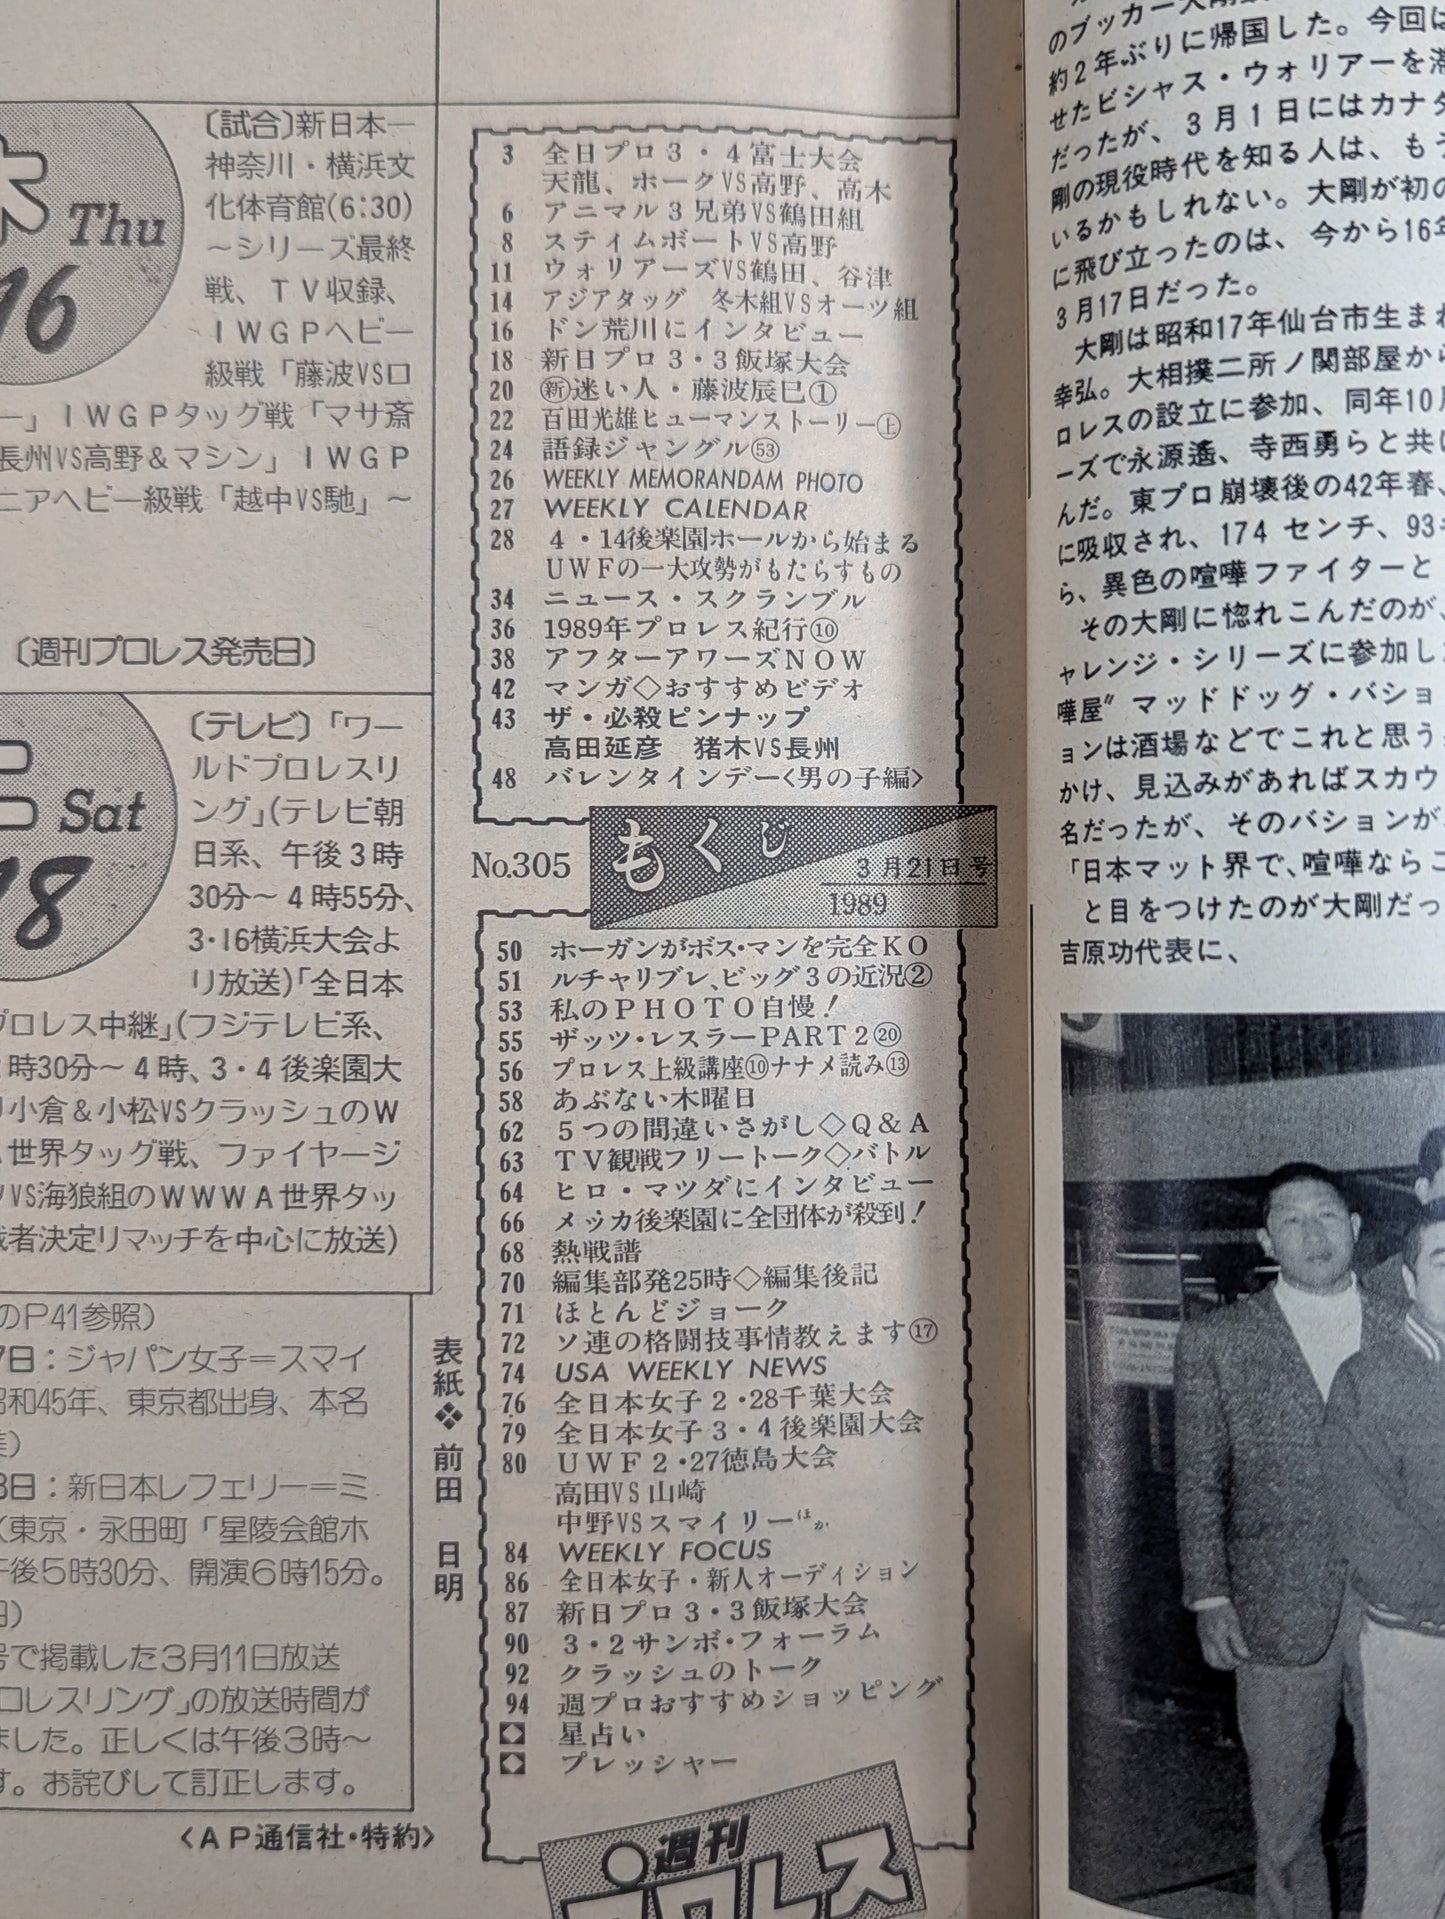 木 Thu
16
〔試合〕新日本―
神奈川・横浜文
化体育館(6:30)
～シリーズ最終
戦、ＴＶ収録、
ＩＷＧＰヘビー
級戦「藤波VSロ
ー」ＩＷＧＰタッグ戦「マサ斎
長州VS高野＆マシン」ＩＷＧＰ
ニアヘビー級戦「越中VS馳」～
〔週刊プロレス発売日〕
Sat
18
〔テレビ〕「ワー
ルドプロレスリ
ング」(テレビ朝
日系、午後３時
30分～４時55分、
3・16横浜大会よ
り放送)「全日本
プロレス中継」(フジテレビ系、
時30分～４時、3・4後楽園大
小倉＆小松VSクラッシュのＷ
世界タッグ戦、ファイヤージ
VS海狼組のＷＷＷＡ世界タッ
者決定リマッチを中心に放送)
のＰ41参照)
7日：ジャパン女子＝スマイ
昭和45年、東京都出身、本名
日：新日本レフェリー＝ミ
(東京・永田町「星陵会館ホ
午後５時30分、開演６時15分。
号で掲載した３月11日放送
ロレスリング」の放送時間が
ました。正しくは午後３時～
す。お詫びして訂正します。
〈ＡＰ通信社・特約〉
3 全日プロ３・４富士大会
天龍、ホークVS高野、高木
6 アニマル３兄弟VS鶴田組
8 スティムボートVS高野
11 ウォリアーズVS鶴田、谷津
14 アジアタッグ 冬木組VSオーツ組
16 ドン荒川にインタビュー
18 新日プロ３・３飯塚大会
20 ㊟迷い人・藤波辰巳①
22 百田光雄ヒューマンストーリー㊤
24 語録ジャングル㊼
26 WEEKLY MEMORANDAM PHOTO
27 WEEKLY CALENDAR
28 ４・14後楽園ホールから始まる
ＵＷＦの一大攻勢がもたらすもの
34 ニュース・スクランブル
36 1989年プロレス紀行⑩
38 アフターアワーズＮＯＷ
42 マンガ◇おすすめビデオ
43 ザ・必殺ピンナップ
高田延彦 猪木VS長州
48 バレンタインデー〈男の子編〉
No.305
もくじ
３月21日号
1989
50 ホーガンがボス・マンを完全ＫＯ
51 ルチャリブレ、ビッグ３の近況②
53 私のＰＨＯＴＯ自慢！
55 ザッツ・レスラーPART２⑳
56 プロレス上級講座⑩ナナメ読み⑬
58 あぶない木曜日
62 ５つの間違いさがし◇Ｑ＆Ａ
63 ＴＶ観戦フリートーク◇バトル
64 ヒロ・マツダにインタビュー
66 メッカ後楽園に全団体が殺到！
68 熱戦譜
70 編集部発25時◇編集後記
71 ほとんどジョーク
72 ソ連の格闘技事情教えます⑰
74 USA WEEKLY NEWS
76 全日本女子２・28千葉大会
79 全日本女子３・４後楽園大会
80 ＵＷＦ２・27徳島大会
高田VS山崎
中野VSスマイリーほか
84 WEEKLY FOCUS
86 全日本女子・新人オーディション
87 新日プロ３・３飯塚大会
90 ３・２サンボ・フォーラム
92 クラッシュのトーク
94 週プロおすすめショッピング
◇ 星占い
◇ プレッシャー
表紙❖前田 日明
週刊
プロレス
約２年ぶりに帰国した。今回は
せたビシャス・ウォリアーを
だったが、３月１日にはカナダ
剛の現役時代を知る人は、もう
いるかもしれない。大剛が初の
に飛び立ったのは、今から16年
3月17日だった。
大剛は昭和17年仙台市生まれ
幸弘。大相撲二所ノ関部屋から
ロレスの設立に参加、同年10月
ーズで永源遙、寺西勇らと共に
んだ。東プロ崩壊後の42年春、
に吸収され、174 センチ、93
ら、異色の喧嘩ファイターと
その大剛に惚れこんだのが、
ャレンジ・シリーズに参加し
嘩屋〟マッドドッグ・バショ
ョンは酒場などでこれと思う
かけ、見込みがあればスカウ
名だったが、そのバションが
「日本マット界で、喧嘩ならこ
と目をつけたのが大剛だっ
吉原功代表に、